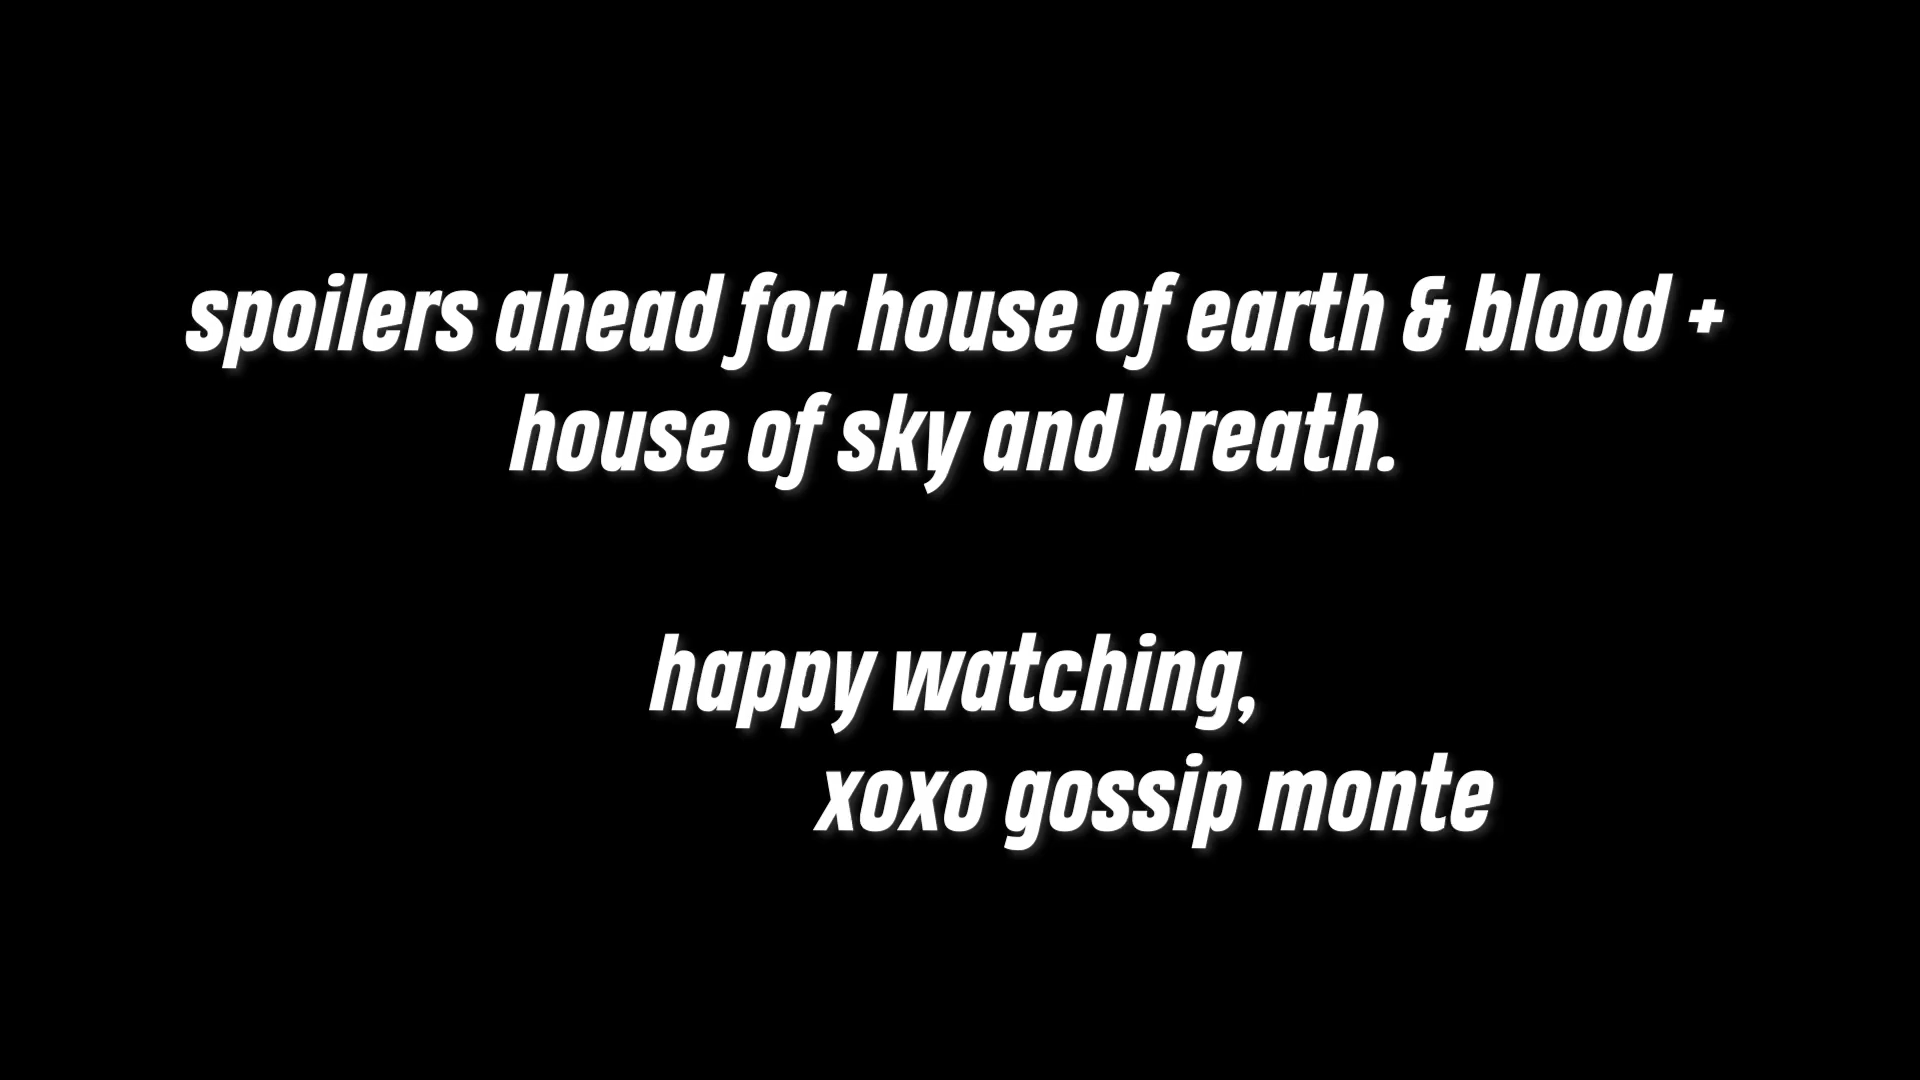 spoilers ahead for house of earth & blood +
house of sky and breath.
happy watching,
xoxo gossip monte